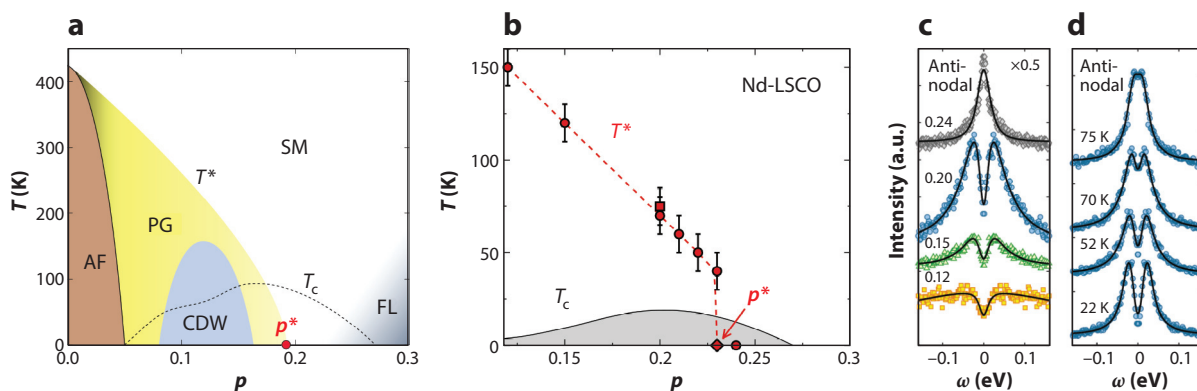 a
T (K)
400
300
200
100
0
0.0
0.1
0.2
0.3
p
AF
PG
T*
SM
CDW
Tc
p*
FL
b
T (K)
150
100
50
0
0.15
0.2
0.25
0.3
p
Nd-LSCO
T*
Tc
p*
c
Intensity (a.u.)
Anti-
nodal
×0.5
0.24
0.20
0.15
0.12
−0.1
0
0.1
ω (eV)
d
Anti-
nodal
75 K
70 K
52 K
22 K
−0.1
0
0.1
ω (eV)